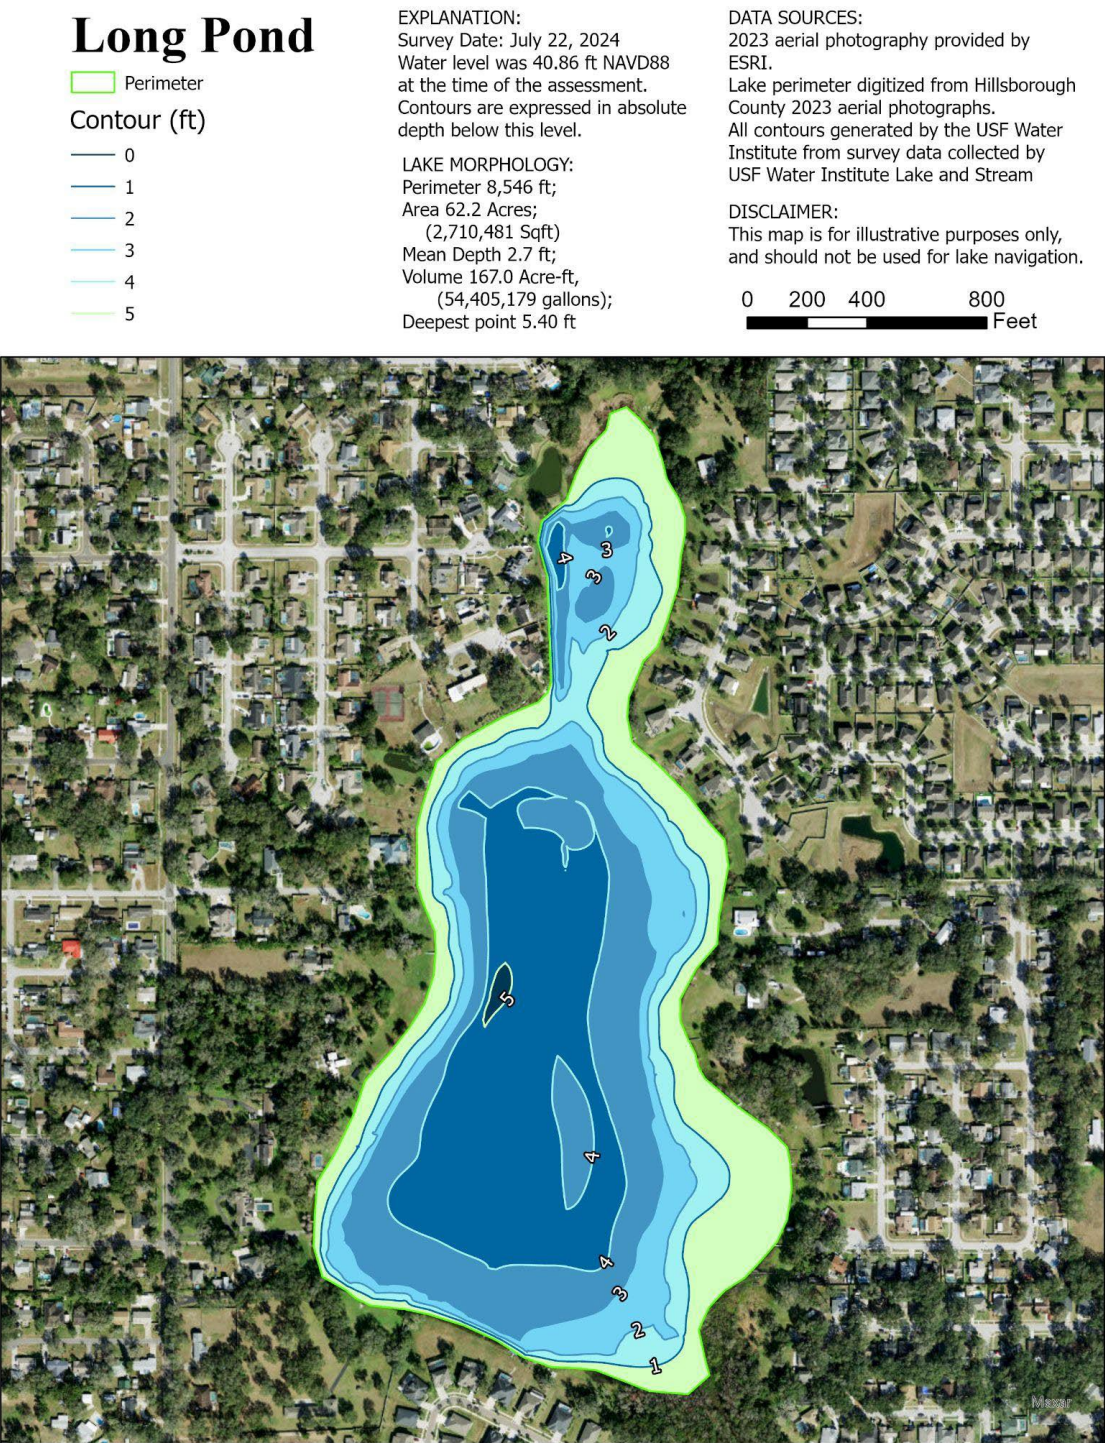 Long Pond
Perimeter
Contour (ft)
0
1
2
3
4
5
EXPLANATION:
Survey Date: July 22, 2024
Water level was 40.86 ft NAVD88
at the time of the assessment.
Contours are expressed in absolute
depth below this level.
LAKE MORPHOLOGY:
Perimeter 8,546 ft;
Area 62.2 Acres;
(2,710,481 Sqft)
Mean Depth 2.7 ft;
Volume 167.0 Acre-ft,
(54,405,179 gallons);
Deepest point 5.40 ft
DATA SOURCES:
2023 aerial photography provided by
ESRI.
Lake perimeter digitized from Hillsborough
County 2023 aerial photographs.
All contours generated by the USF Water
Institute from survey data collected by
USF Water Institute Lake and Stream
DISCLAIMER:
This map is for illustrative purposes only,
and should not be used for lake navigation.
0 200 400 800
Feet
3
4
3
2
5
4
4
3
2
1
Maxar